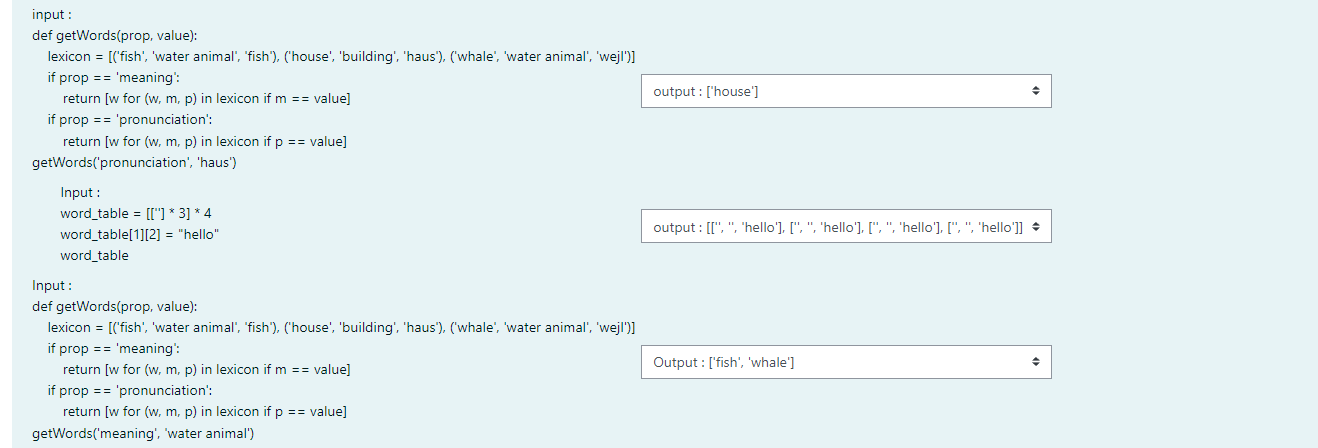 input :
def getWords(prop, value):
lexicon = [('fish', 'water animal', 'fish'), ('house', 'building', 'haus'), ('whale', 'water animal', 'wejl')]
if prop == 'meaning':
return [w for (w, m, p) in lexicon if m == value]
if prop == 'pronunciation':
return [w for (w, m, p) in lexicon if p == value]
getWords('pronunciation', 'haus')
output : ['house']
Input :
word_table = [[''] * 3] * 4
word_table[1][2] = "hello"
word_table
output : [['', '', 'hello'], ['', '', 'hello'], ['', '', 'hello'], ['', '', 'hello']]
Input :
def getWords(prop, value):
lexicon = [('fish', 'water animal', 'fish'), ('house', 'building', 'haus'), ('whale', 'water animal', 'wejl')]
if prop == 'meaning':
return [w for (w, m, p) in lexicon if m == value]
if prop == 'pronunciation':
return [w for (w, m, p) in lexicon if p == value]
getWords('meaning', 'water animal')
Output : ['fish', 'whale']